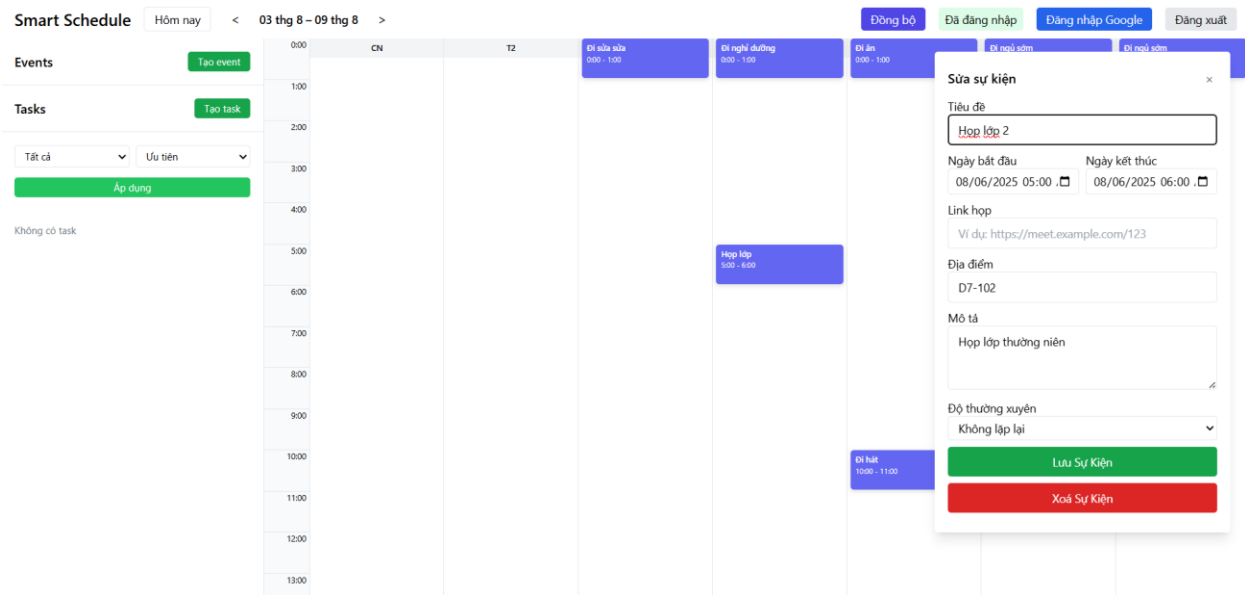 Smart Schedule Hôm nay < 03 thg 8 – 09 thg 8 > Đồng bộ Đã đăng nhập Đăng nhập Google Đăng xuất
Events Tạo event
Tasks Tạo task
Tất cả Ưu tiên
Áp dụng
Không có task
0:00
1:00
2:00
3:00
4:00
5:00
6:00
7:00
8:00
9:00
10:00
11:00
12:00
13:00
CN T2
Đi sửa sửa
0:00 - 1:00
Đi nghỉ dưỡng
0:00 - 1:00
Đi ăn
0:00 - 1:00
Đi ngủ sớm
Đi ngủ sớm
Họp lớp
5:00 - 6:00
Đi hát
10:00 - 11:00
Sửa sự kiện ×
Tiêu đề
Họp lớp 2
Ngày bắt đầu Ngày kết thúc
08/06/2025 05:00 08/06/2025 06:00
Link họp
Ví dụ: https://meet.example.com/123
Địa điểm
D7-102
Mô tả
Họp lớp thường niên
Độ thường xuyên
Không lặp lại
Lưu Sự Kiện
Xoá Sự Kiện